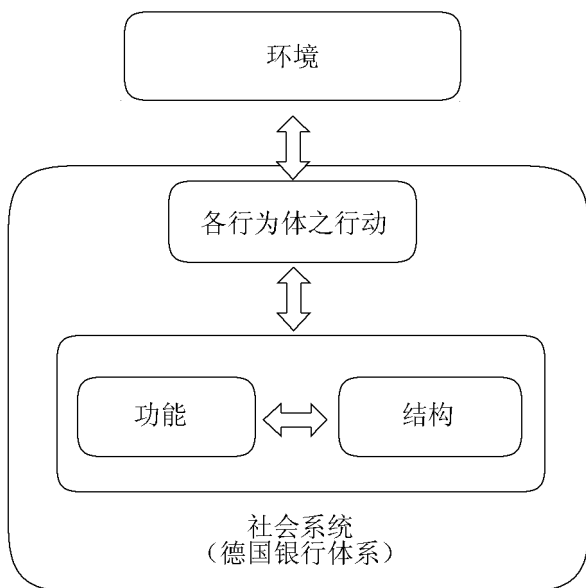 环境
各行为体之行动
功能
结构
社会系统
（德国银行体系）